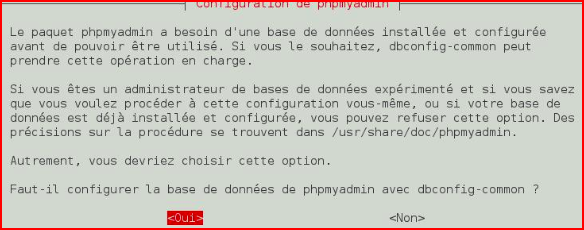 Configuration de phpmyadmin
Le paquet phpmyadmin a besoin d'une base de données installée et configurée
avant de pouvoir être utilisé. Si vous le souhaitez, dbconfig-common peut
prendre cette opération en charge.
Si vous êtes un administrateur de bases de données expérimenté et si vous savez
que vous voulez procéder à cette configuration vous-même, ou si votre base de
données est déjà installée et configurée, vous pouvez refuser cette option. Des
précisions sur la procédure se trouvent dans /usr/share/doc/phpmyadmin.
Autrement, vous devriez choisir cette option.
Faut-il configurer la base de données de phpmyadmin avec dbconfig-common ?
<Oui> <Non>